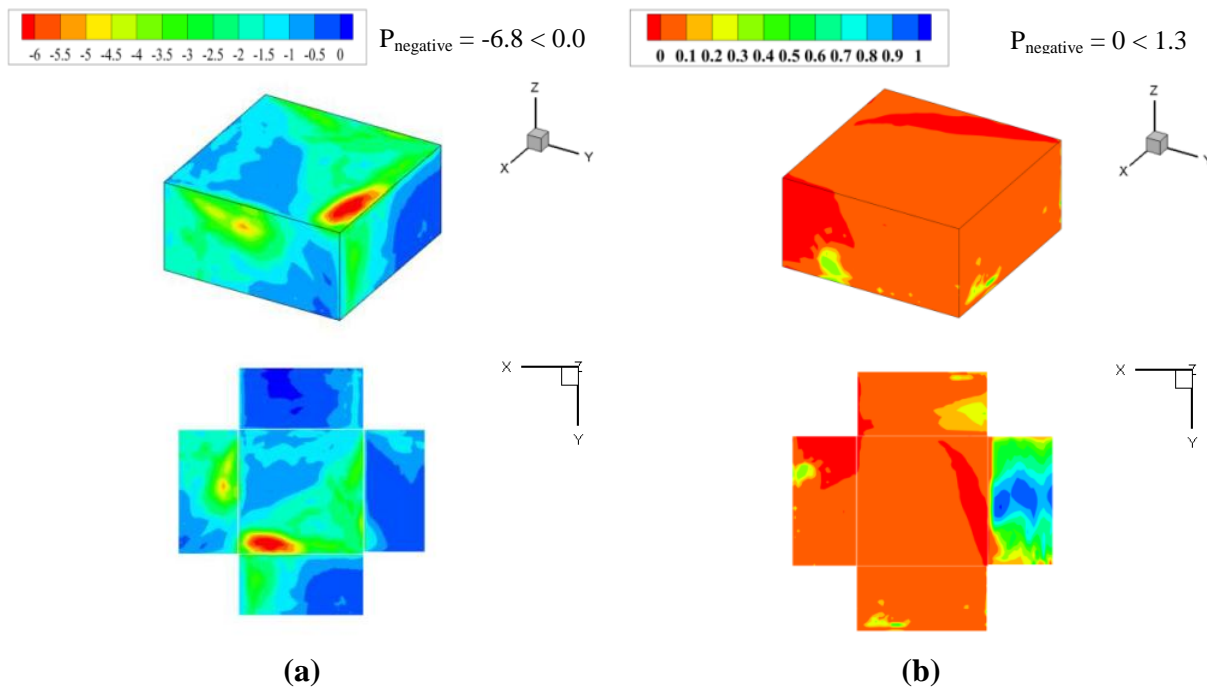 -6 -5.5 -5 -4.5 -4 -3.5 -3 -2.5 -2 -1.5 -1 -0.5 0
P_negative = -6.8 < 0.0
0 0.1 0.2 0.3 0.4 0.5 0.6 0.7 0.8 0.9 1
P_negative = 0 < 1.3
Z
X
Y
Z
X
Y
X
Z
Y
X
Z
Y
(a)
(b)